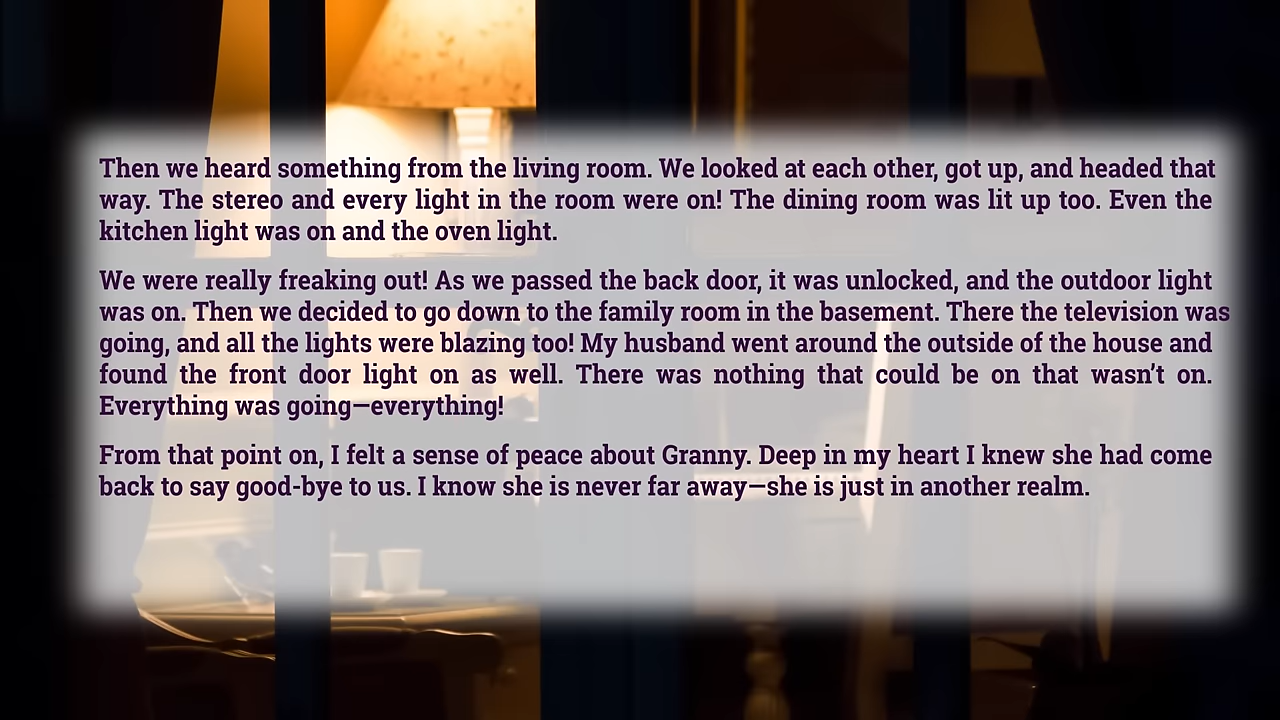 Then we heard something from the living room. We looked at each other, got up, and headed that
way. The stereo and every light in the room were on! The dining room was lit up too. Even the
kitchen light was on and the oven light.
We were really freaking out! As we passed the back door, it was unlocked, and the outdoor light
was on. Then we decided to go down to the family room in the basement. There the television was
going, and all the lights were blazing too! My husband went around the outside of the house and
found the front door light on as well. There was nothing that could be on that wasn’t on.
Everything was going—everything!
From that point on, I felt a sense of peace about Granny. Deep in my heart I knew she had come
back to say good-bye to us. I know she is never far away—she is just in another realm.